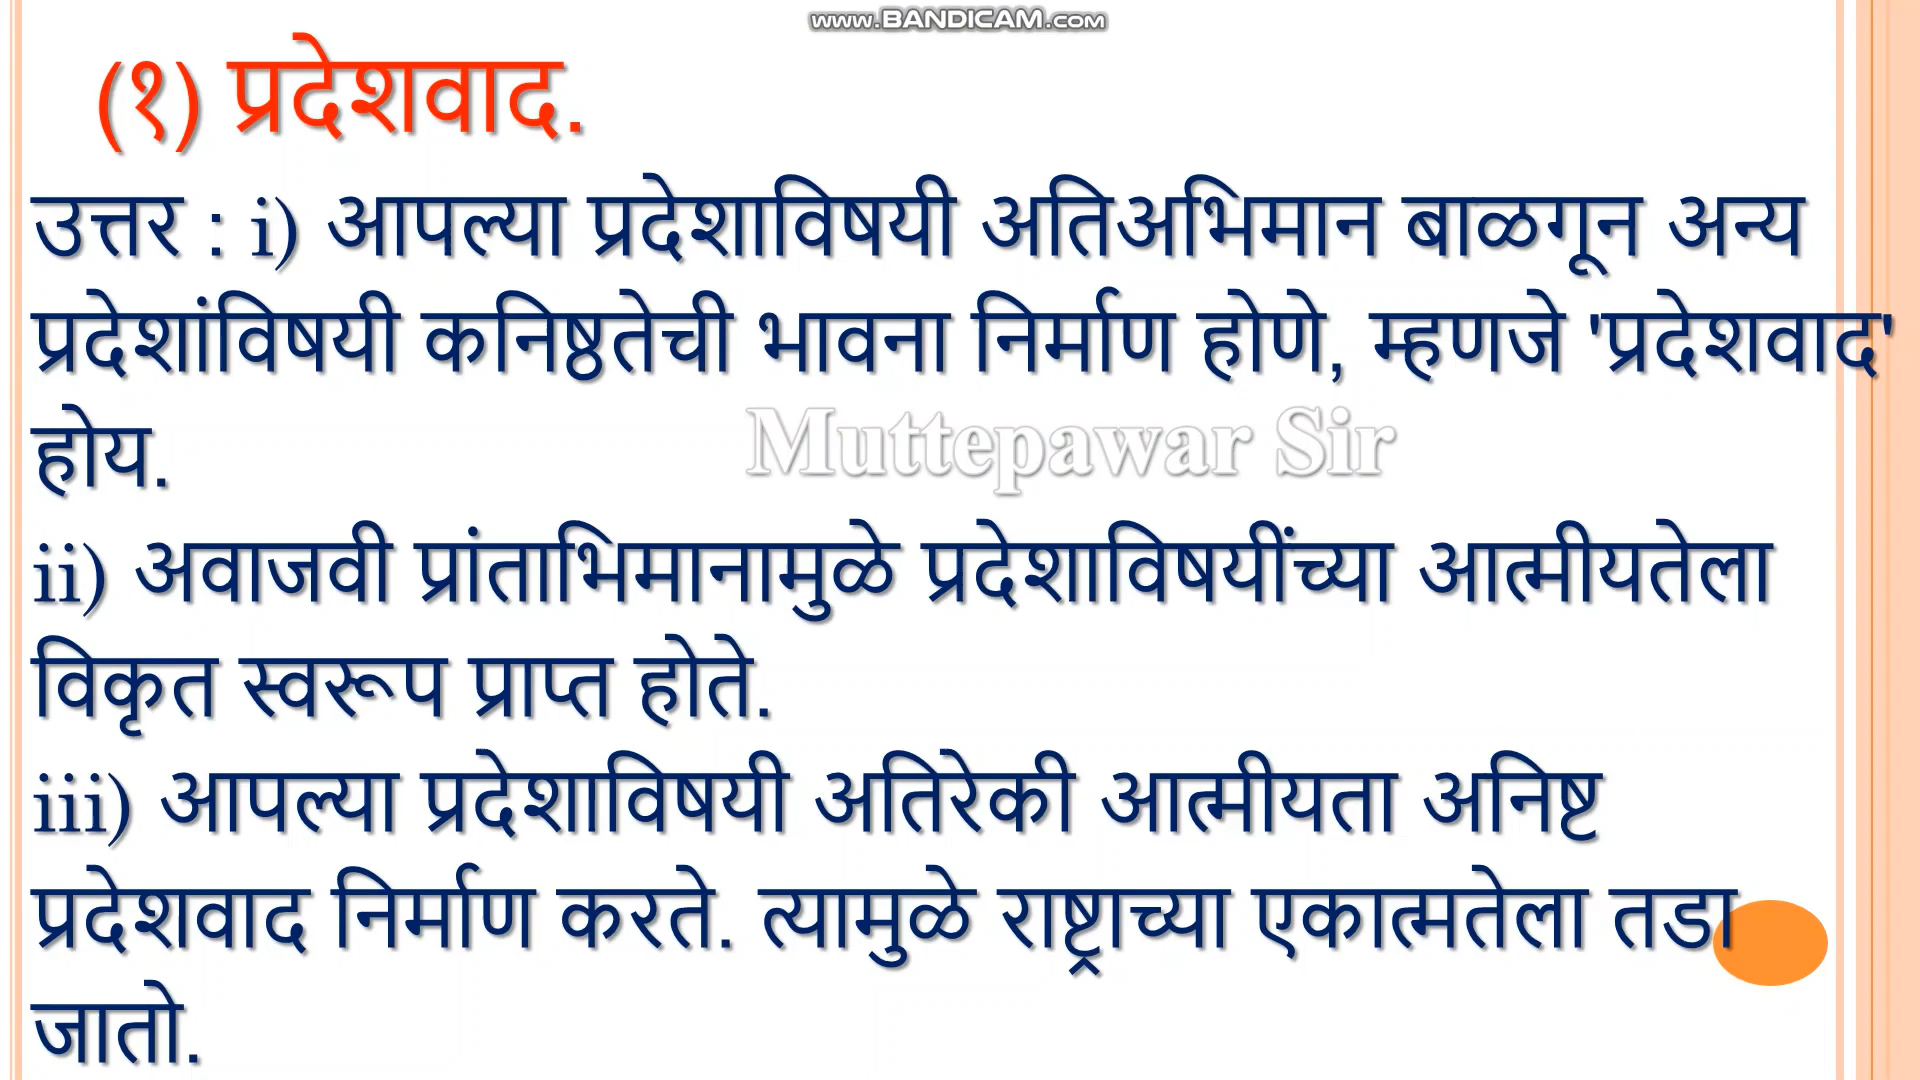 www.BANDICAM.com
(१) प्रदेशवाद.
उत्तर : i) आपल्या प्रदेशाविषयी अतिअभिमान बाळगून अन्य
प्रदेशांविषयी कनिष्ठतेची भावना निर्माण होणे, म्हणजे 'प्रदेशवाद'
होय.
Muttepawar Sir
ii) अवाजवी प्रांताभिमानामुळे प्रदेशाविषयींच्या आत्मीयतेला
विकृत स्वरूप प्राप्त होते.
iii) आपल्या प्रदेशाविषयी अतिरेकी आत्मीयता अनिष्ट
प्रदेशवाद निर्माण करते. त्यामुळे राष्ट्राच्या एकात्मतेला तडा
जातो.